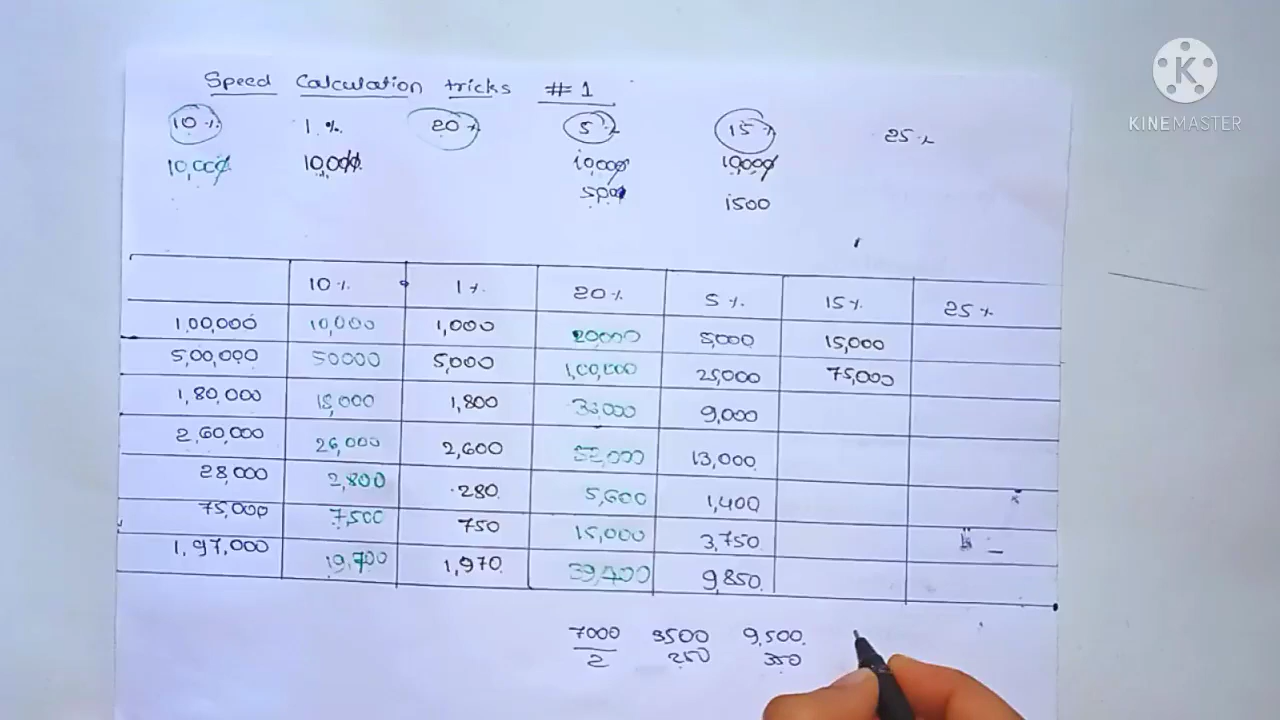 Speed Calculation tricks #1
10% 1% 20% 5% 15% 25%
10,000 10,000 10,000 10,000
500 1500
10% 1% 20% 5% 15% 25%
1,00,000 10,000 1,000 20000 5,000 15,000
5,00,000 50000 5,000 1,00,000 25,000 75,000
1,80,000 18,000 1,800 36,000 9,000
2,60,000 26,000 2,600 52,000 13,000
28,000 2,800 280 5,600 1,400
75,000 7,500 750 15,000 3,750
1,97,000 19,700 1,970 39,400 9,850
7000 3500 9,500
2 250 350
KINEMASTER